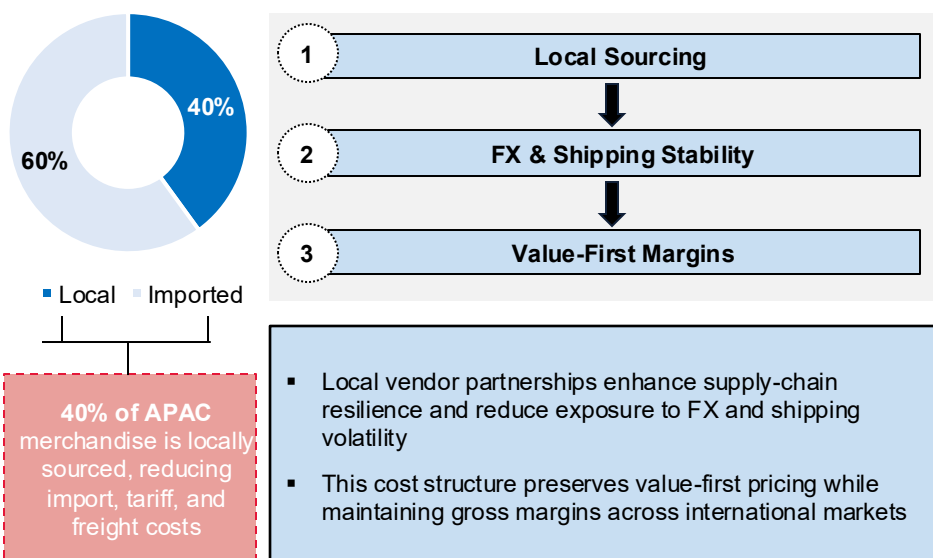 40%
60%
Local
Imported
40% of APAC
merchandise is locally
sourced, reducing
import, tariff, and
freight costs
1
Local Sourcing
2
FX & Shipping Stability
3
Value-First Margins
▪ Local vendor partnerships enhance supply-chain
resilience and reduce exposure to FX and shipping
volatility
▪ This cost structure preserves value-first pricing while
maintaining gross margins across international markets